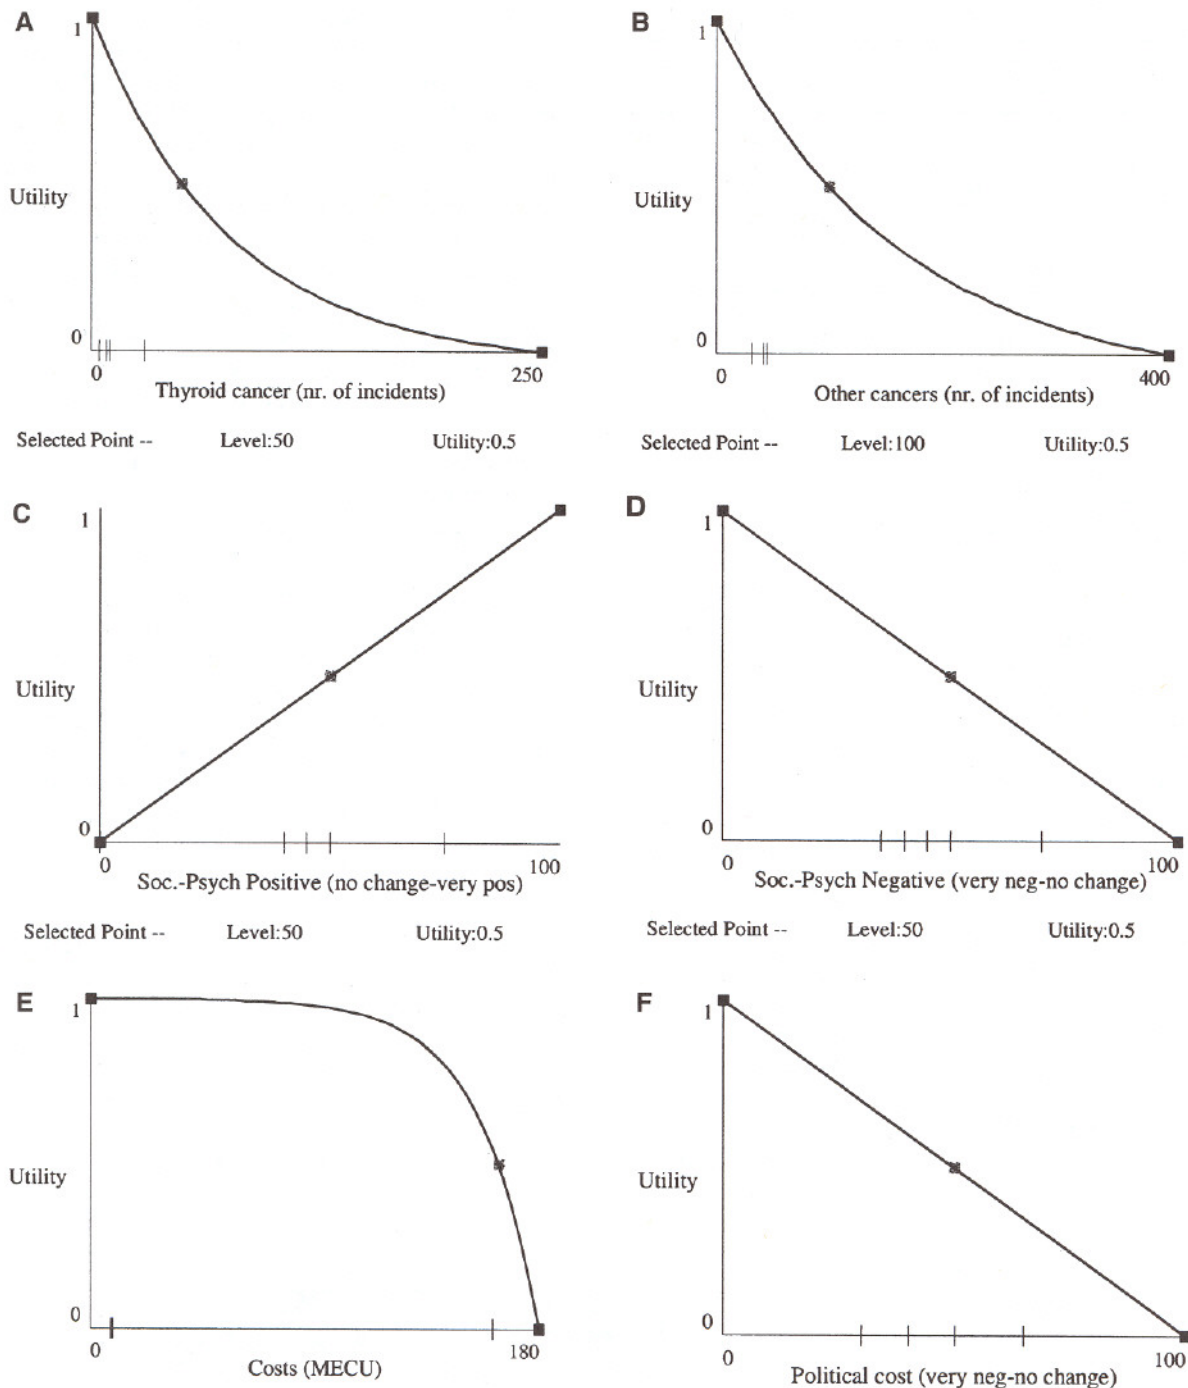 A
1
Utility
0
0
250
Thyroid cancer (nr. of incidents)
Selected Point -- Level:50 Utility:0.5
B
1
Utility
0
0
400
Other cancers (nr. of incidents)
Selected Point -- Level:100 Utility:0.5
C
1
Utility
0
0
100
Soc.-Psych Positive (no change-very pos)
Selected Point -- Level:50 Utility:0.5
D
1
Utility
0
0
100
Soc.-Psych Negative (very neg-no change)
Selected Point -- Level:50 Utility:0.5
E
1
Utility
0
0
180
Costs (MECU)
F
1
Utility
0
0
100
Political cost (very neg-no change)